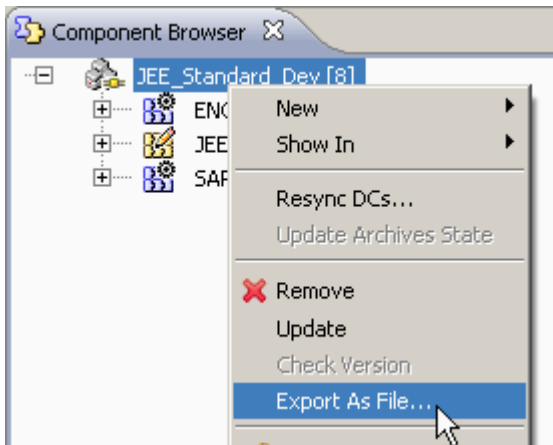 Component Browser
JEE_Standard_Dev [8]
New
Show In
JEE
Resync DCs...
Update Archives State
Remove
Update
Check Version
Export As File...